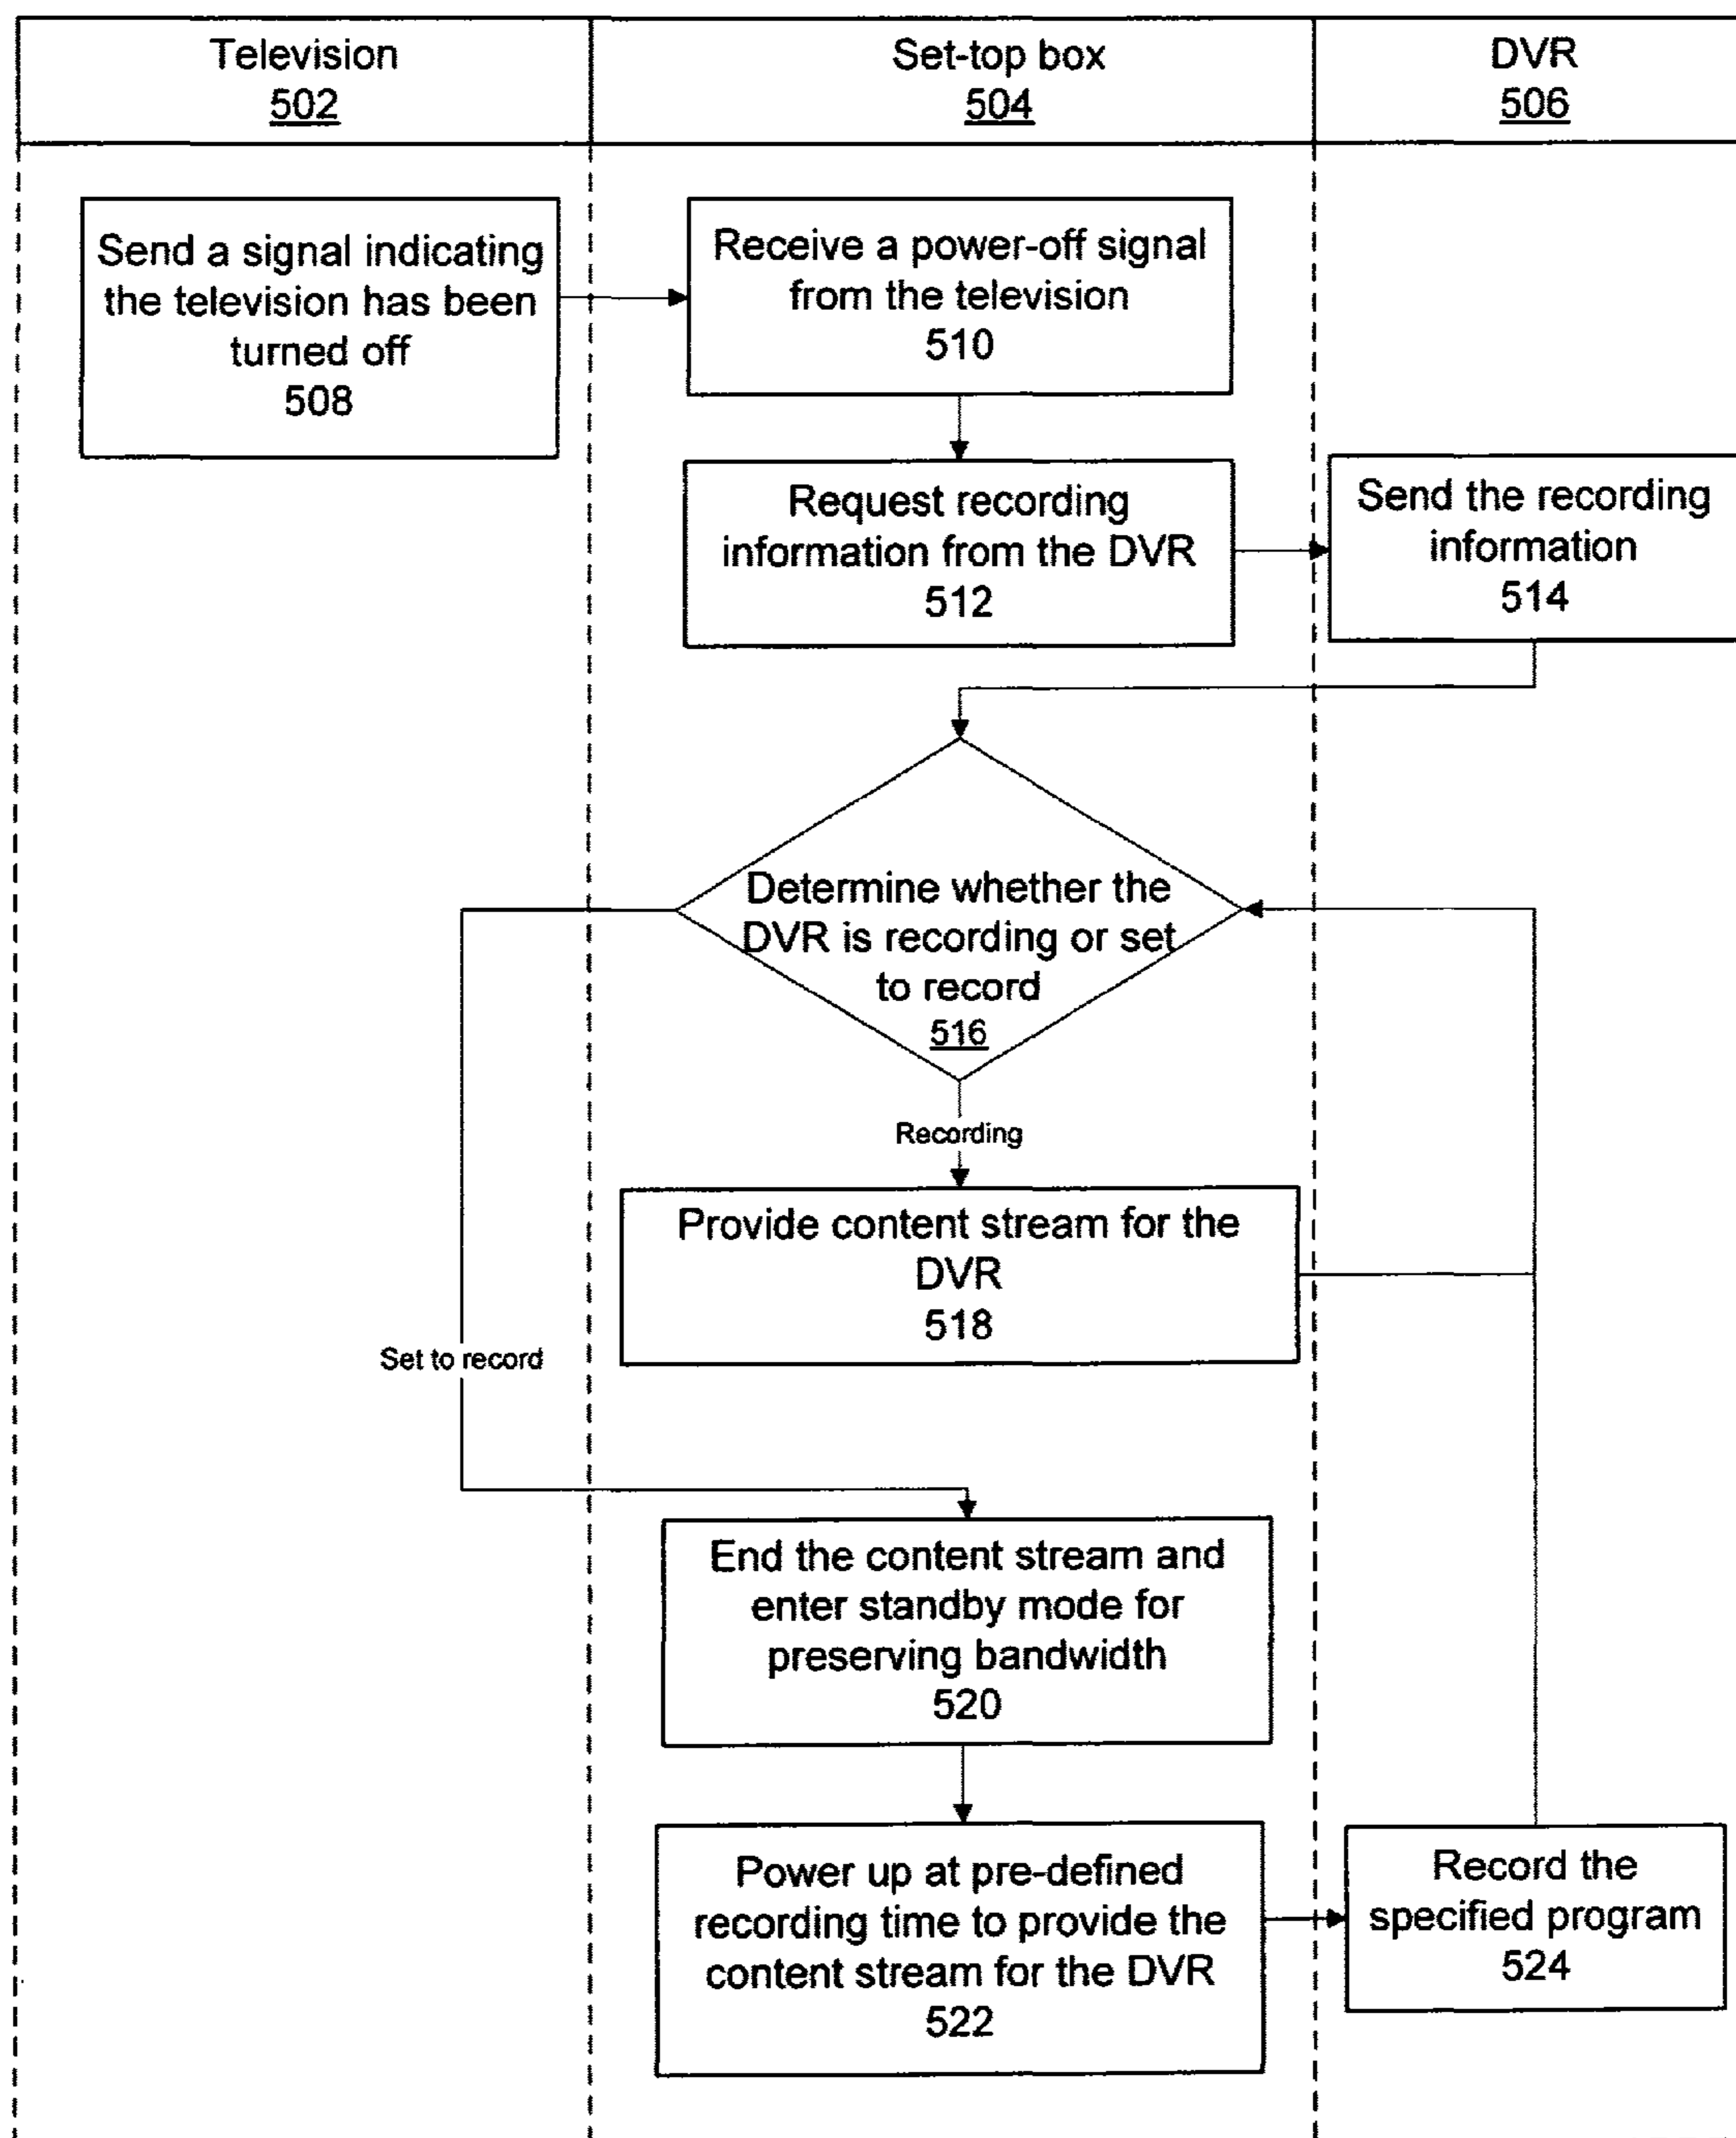 Television
502
Set-top box
504
DVR
506
Send a signal indicating
the television has been
turned off
508
Receive a power-off signal
from the television
510
Request recording
information from the DVR
512
Send the recording
information
514
Determine whether the
DVR is recording or set
to record
516
Recording
Provide content stream for the
DVR
518
Set to record
End the content stream and
enter standby mode for
preserving bandwidth
520
Power up at pre-defined
recording time to provide the
content stream for the DVR
522
Record the
specified program
524